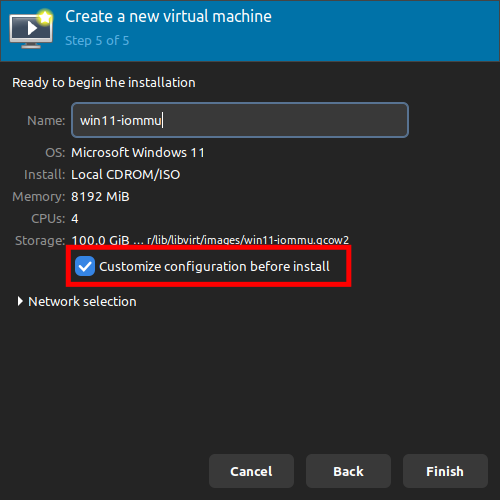 Create a new virtual machine
Step 5 of 5
Ready to begin the installation
Name: win11-iommu
OS: Microsoft Windows 11
Install: Local CDROM/ISO
Memory: 8192 MiB
CPUs: 4
Storage: 100.0 GiB ... r/lib/libvirt/images/win11-iommu.qcow2
Customize configuration before install
Network selection
Cancel Back Finish